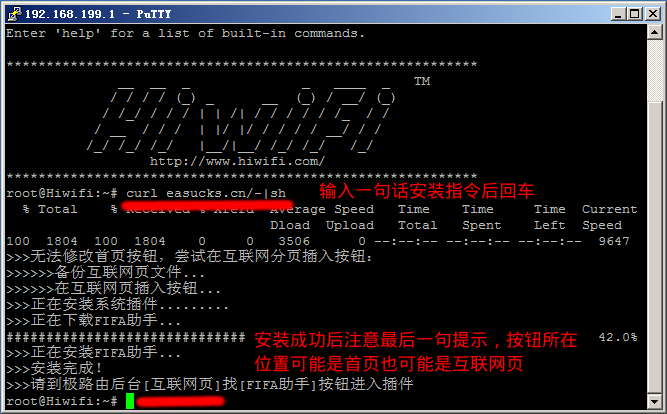 192.168.199.1 - PuTTY
Enter 'help' for a list of built-in commands.
***********************************************************
HiWiFi TM
http://www.hiwifi.com/
***********************************************************
root@Hiwifi:~# curl easucks.cn/-|sh 输入一句话安装指令后回车
% Total % Received % Xferd Average Speed Time Time Time Current
Dload Upload Total Spent Left Speed
100 1804 100 1804 0 0 3506 0 --:--:-- --:--:-- --:--:-- 9647
>>>无法修改首页按钮，尝试在互联网分页插入按钮：
>>>>>>备份互联网页文件...
>>>>>>在互联网页插入按钮...
>>>正在安装系统插件.........
>>>正在下载FIFA助手...
############################## 42.0%
安装成功后注意最后一句提示，按钮所在
>>>正在安装FIFA助手...
位置可能是首页也可能是互联网页
>>>安装完成！
>>>请到极路由后台[互联网页]找[FIFA助手]按钮进入插件
root@Hiwifi:~#